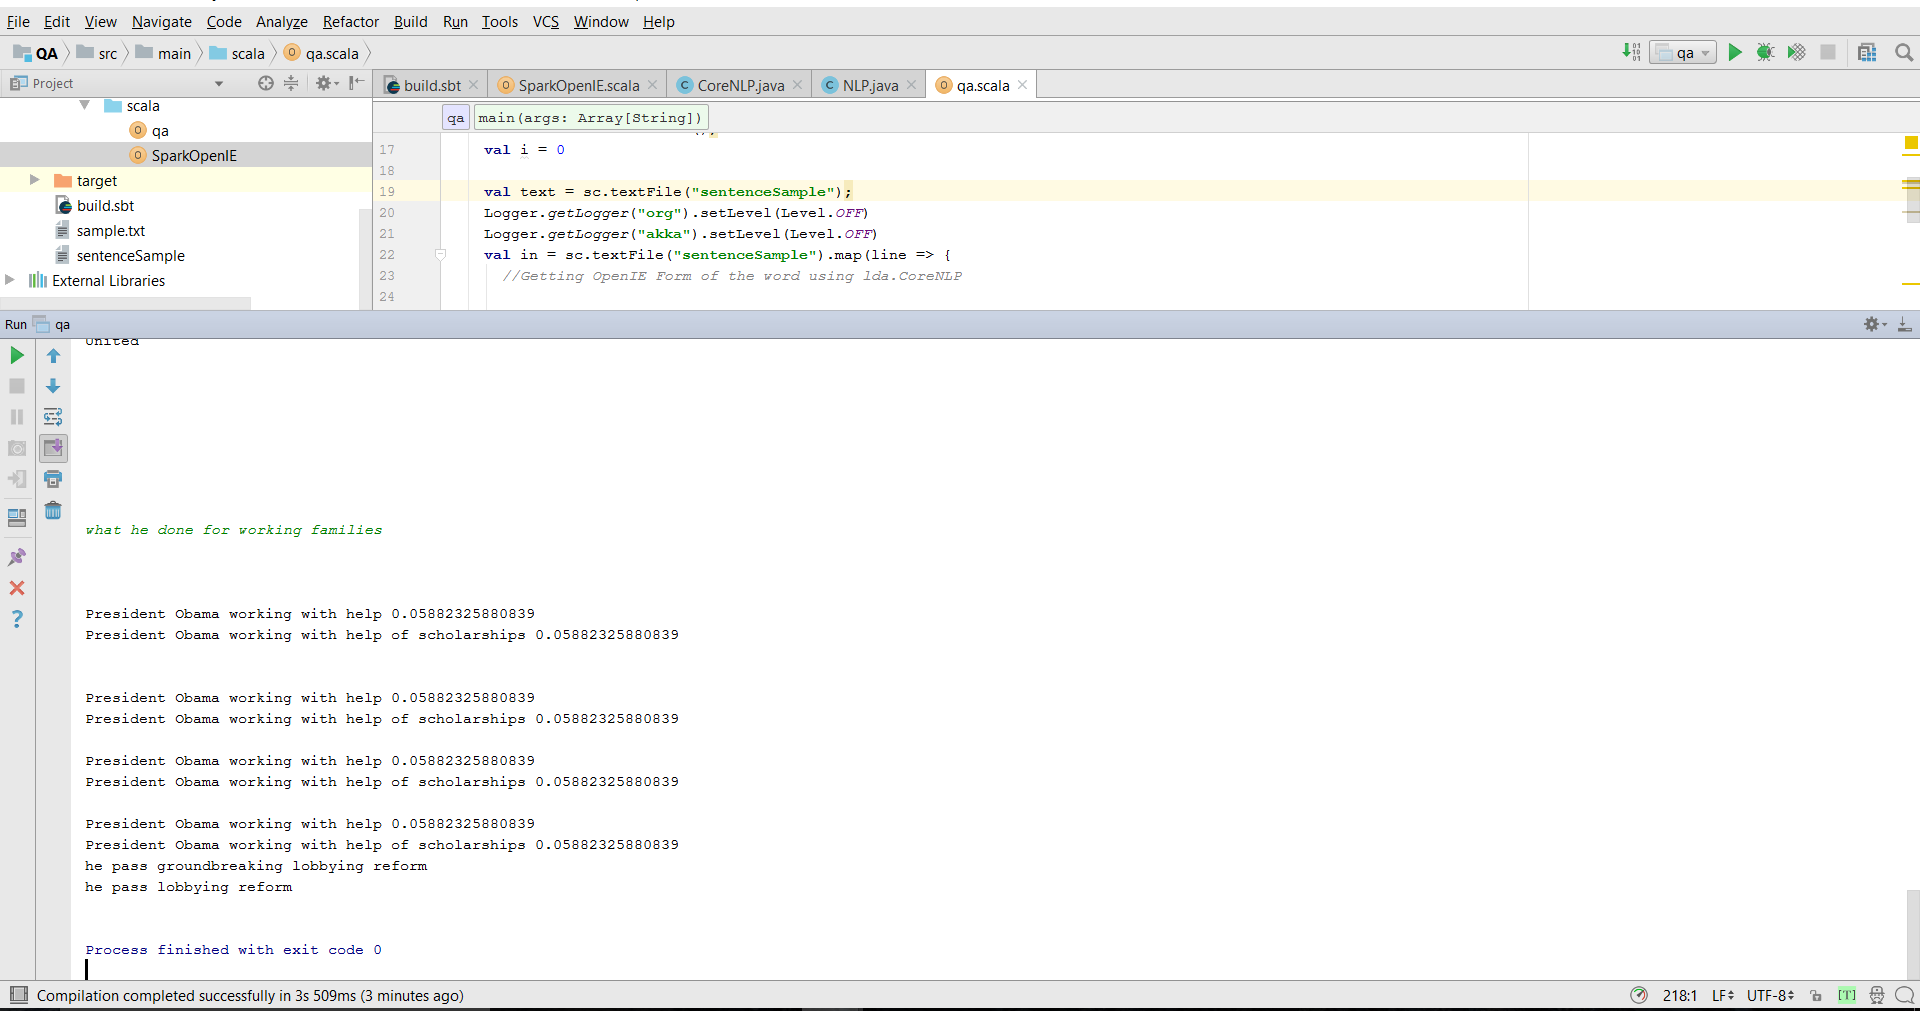 File Edit View Navigate Code Analyze Refactor Build Run Tools VCS Window Help
QA src main scala qa.scala
qa
Project
build.sbt SparkOpenIE.scala CoreNLP.java NLP.java qa.scala
scala
qa
SparkOpenIE
target
build.sbt
sample.txt
sentenceSample
External Libraries
qa main(args: Array[String])
17 val i = 0
18
19 val text = sc.textFile("sentenceSample");
20 Logger.getLogger("org").setLevel(Level.OFF)
21 Logger.getLogger("akka").setLevel(Level.OFF)
22 val in = sc.textFile("sentenceSample").map(line => {
23 //Getting OpenIE Form of the word using lda.CoreNLP
24
Run qa
United
what he done for working families
President Obama working with help 0.05882325880839
President Obama working with help of scholarships 0.05882325880839
President Obama working with help 0.05882325880839
President Obama working with help of scholarships 0.05882325880839
President Obama working with help 0.05882325880839
President Obama working with help of scholarships 0.05882325880839
President Obama working with help 0.05882325880839
President Obama working with help of scholarships 0.05882325880839
he pass groundbreaking lobbying reform
he pass lobbying reform
Process finished with exit code 0
Compilation completed successfully in 3s 509ms (3 minutes ago)
218:1 LF UTF-8 [T]